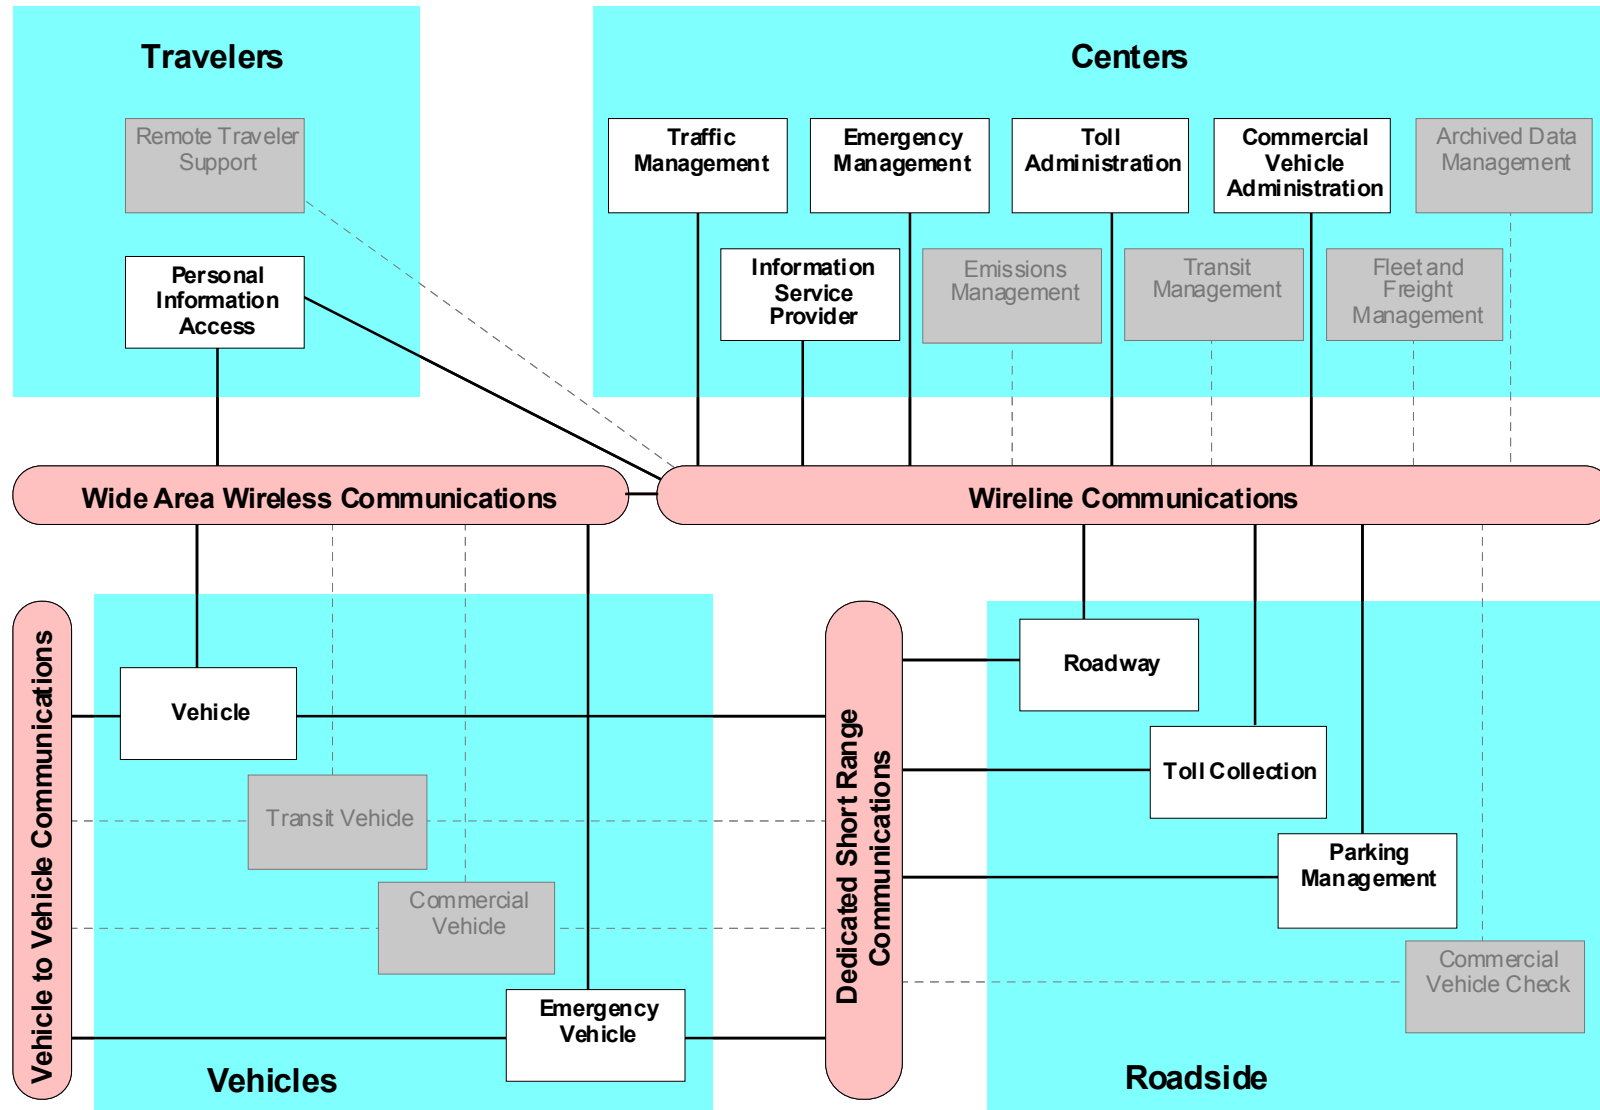 Travelers
Centers
Remote Traveler
Support
Traffic
Management
Emergency
Management
Toll
Administration
Commercial
Vehicle
Administration
Archived Data
Management
Personal
Information
Access
Information
Service
Provider
Emissions
Management
Transit
Management
Fleet and
Freight
Management
Wide Area Wireless Communications
Wireline Communications
Vehicle to Vehicle Communications
Vehicle
Transit Vehicle
Commercial
Vehicle
Emergency
Vehicle
Vehicles
Dedicated Short Range
Communications
Roadway
Toll Collection
Parking
Management
Commercial
Vehicle Check
Roadside